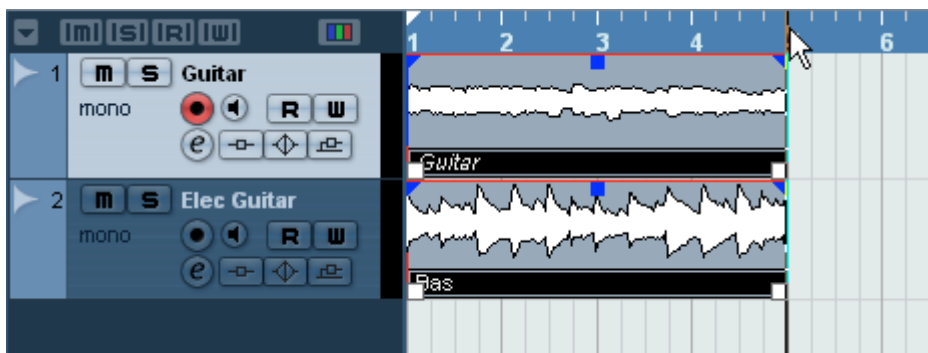 M S R W
1 2 3 4 6
1 m S Guitar
mono R W
e
Guitar
2 m S Elec Guitar
mono R W
e
Bas